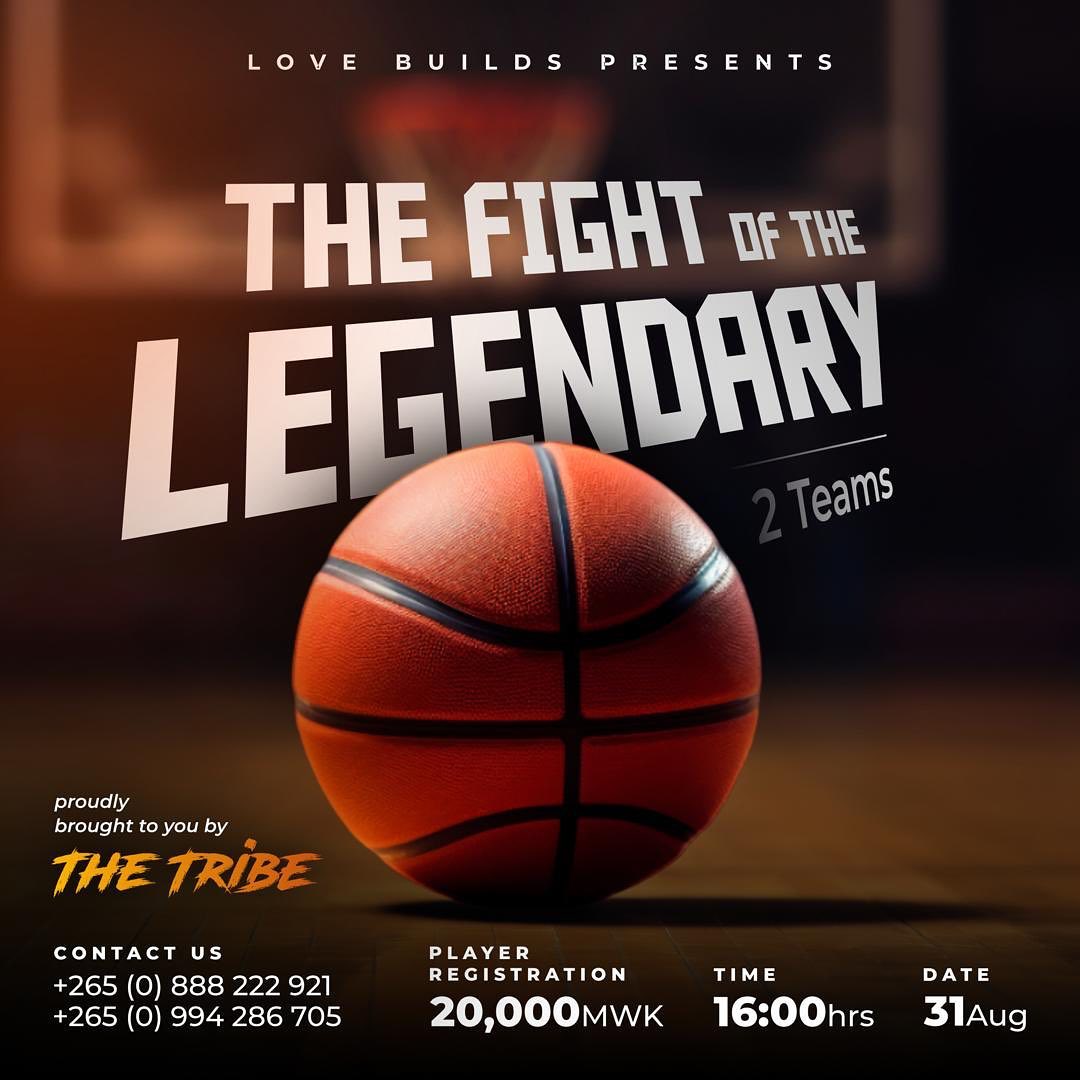 LOVE BUILDS PRESENTS
THE FIGHT OF THE
LEGENDARY
2 Teams
proudly
brought to you by
THE TRIBE
CONTACT US
+265 (0) 888 222 921
+265 (0) 994 286 705
PLAYER
REGISTRATION
20,000MWK
TIME
16:00hrs
DATE
31Aug